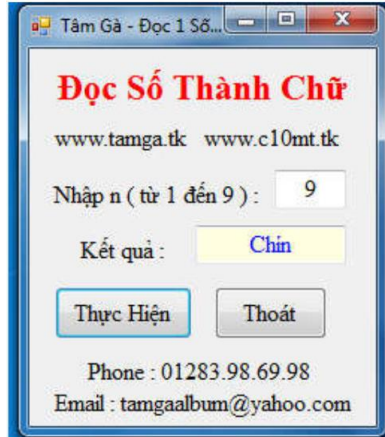 Tâm Gà - Đọc 1 Số...
Đọc Số Thành Chữ
www.tamga.tk www.c10mt.tk
Nhập n ( từ 1 đến 9 ) : 9
Kết quả : Chín
Thực Hiện Thoát
Phone : 01283.98.69.98
Email : tamgaalbum@yahoo.com